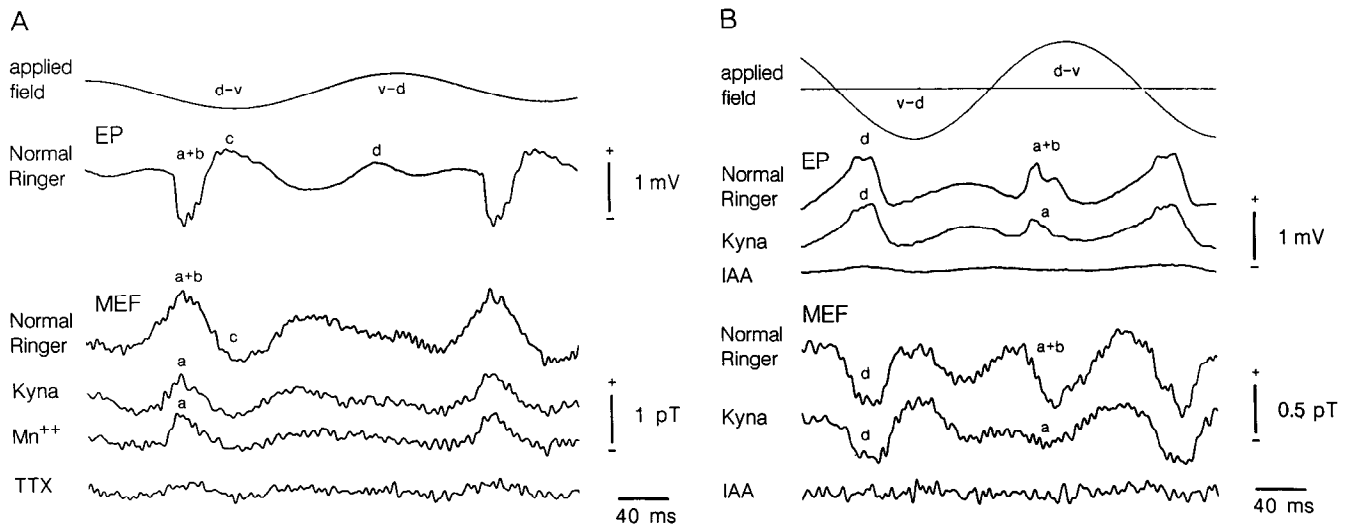 A
applied
field
d-v
v-d
EP
Normal
Ringer
a+b
c
d
+
1 mV
−
MEF
Normal
Ringer
a+b
c
Kyna
a
Mn++
a
+
1 pT
−
TTX
40 ms
B
applied
field
v-d
d-v
EP
Normal
Ringer
d
a+b
Kyna
d
a
IAA
+
1 mV
−
MEF
Normal
Ringer
d
a+b
Kyna
d
a
+
0.5 pT
−
IAA
40 ms